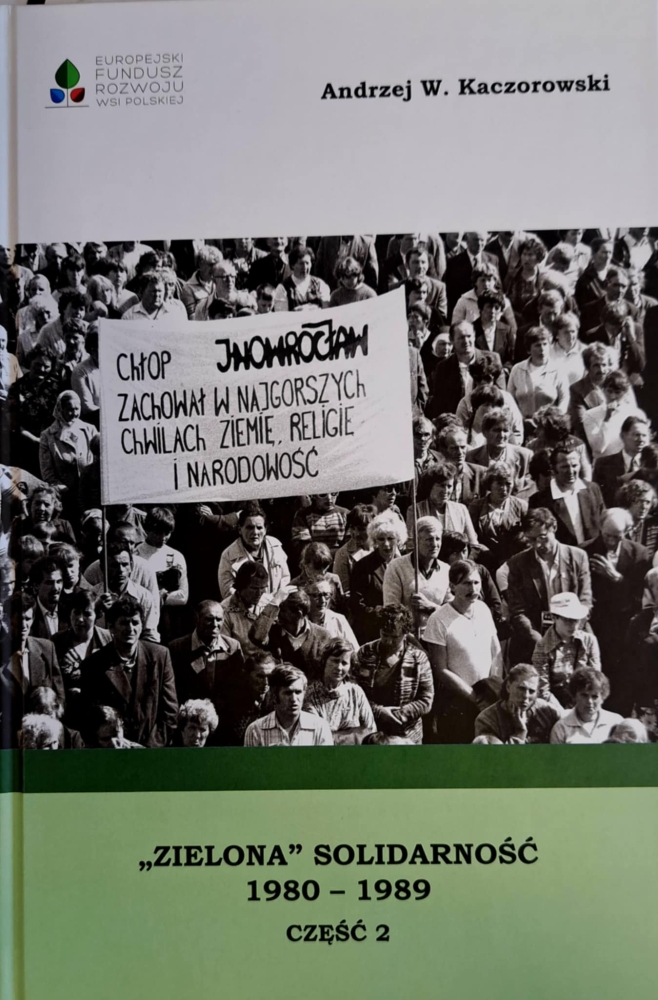 EUROPEJSKI
FUNDUSZ
ROZWOJU
WSI POLSKIEJ
Andrzej W. Kaczorowski
CHŁOP INOWROCŁAW
ZACHOWAŁ W NAJGORSZYCH
CHWILACH ZIEMIĘ, RELIGIĘ
I NARODOWOŚĆ
„ZIELONA” SOLIDARNOŚĆ
1980 – 1989
CZĘŚĆ 2